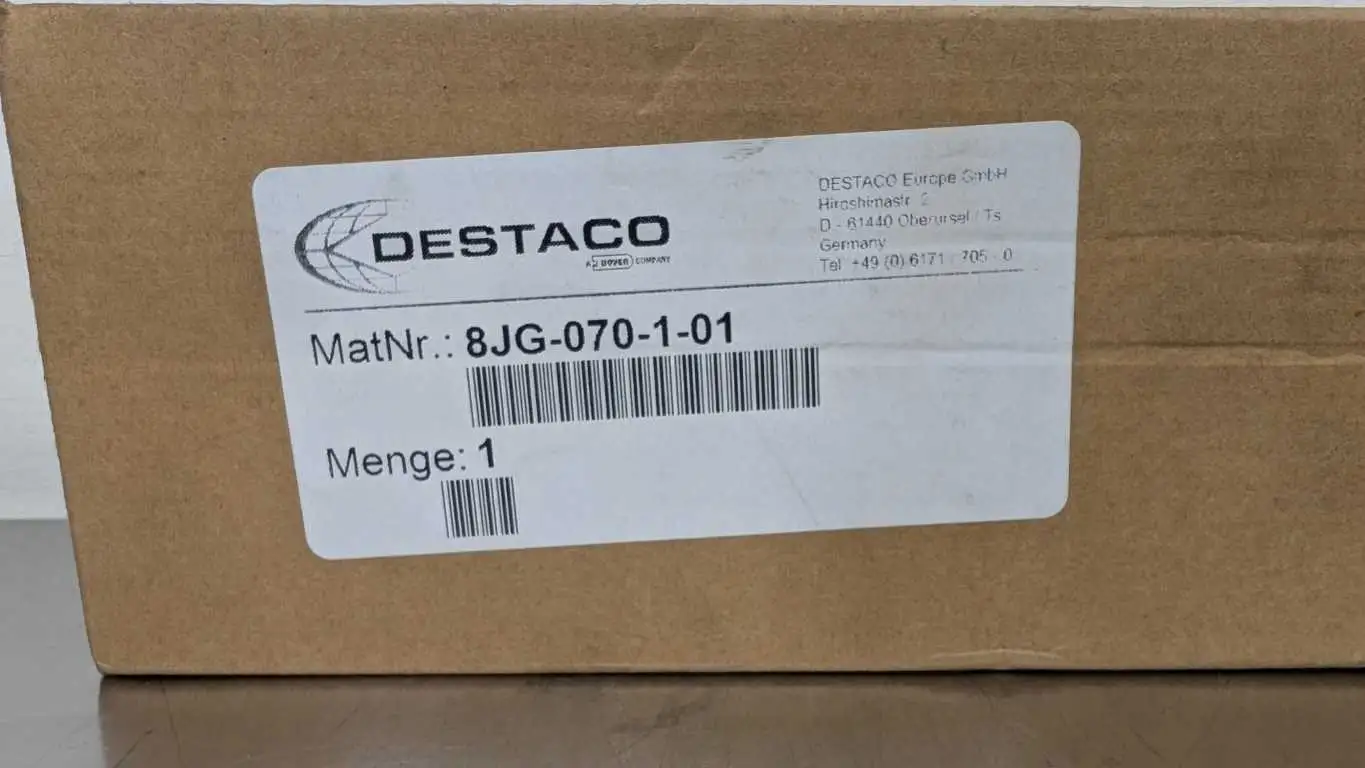 DESTACO
A DOVER COMPANY
DESTACO Europe GmbH
Hiroshimastr. 2
D - 61440 Oberursel / Ts
Germany
Tel. +49 (0) 6171 / 705 - 0
MatNr.: 8JG-070-1-01
Menge: 1